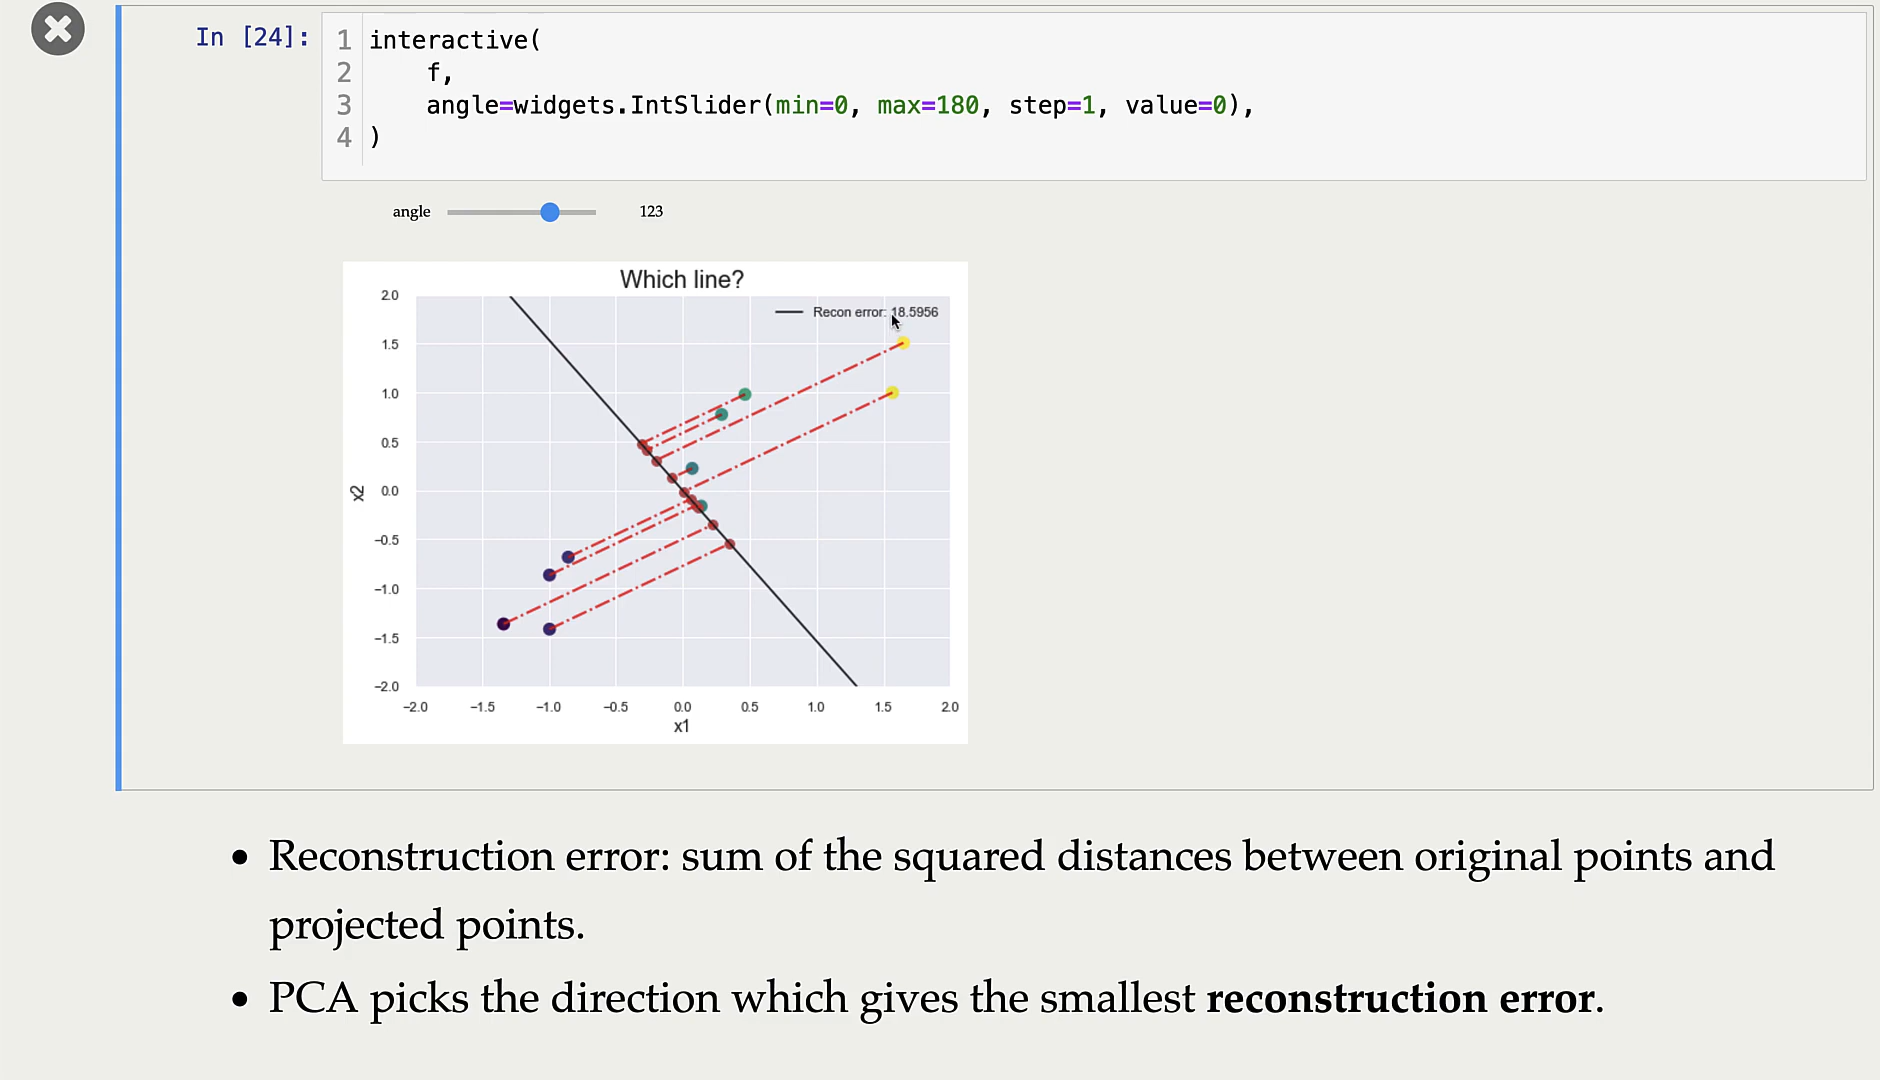 In [24]:
1 interactive(
2     f,
3     angle=widgets.IntSlider(min=0, max=180, step=1, value=0),
4 )
angle 123
Which line?
Recon error: 18.5956
2.0
1.5
1.0
0.5
0.0
−0.5
−1.0
−1.5
−2.0
x2
−2.0 −1.5 −1.0 −0.5 0.0 0.5 1.0 1.5 2.0
x1
• Reconstruction error: sum of the squared distances between original points and
projected points.
• PCA picks the direction which gives the smallest reconstruction error.